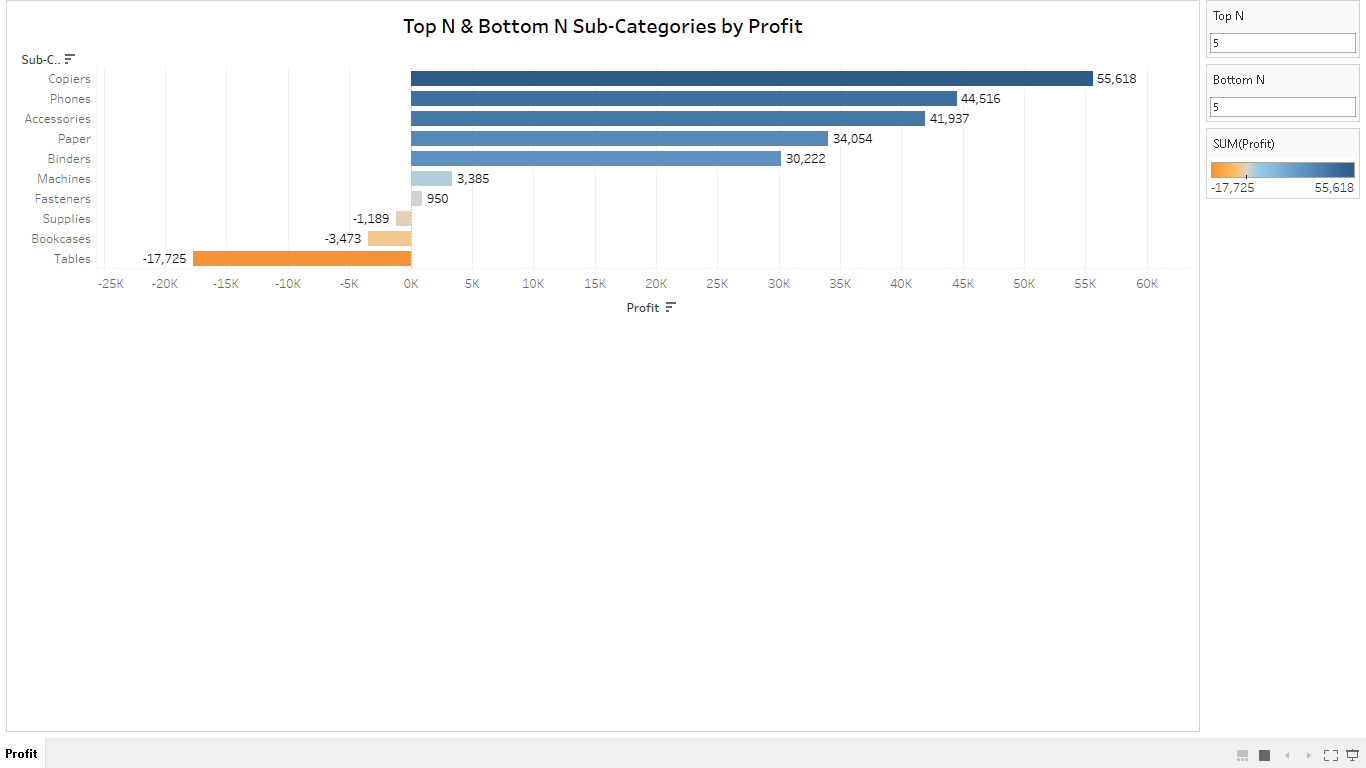 Top N & Bottom N Sub-Categories by Profit
Sub-C..
Copiers 55,618
Phones 44,516
Accessories 41,937
Paper 34,054
Binders 30,222
Machines 3,385
Fasteners 950
Supplies -1,189
Bookcases -3,473
Tables -17,725
-25K -20K -15K -10K -5K 0K 5K 10K 15K 20K 25K 30K 35K 40K 45K 50K 55K 60K
Profit
Top N
5
Bottom N
5
SUM(Profit)
-17,725 55,618
Profit